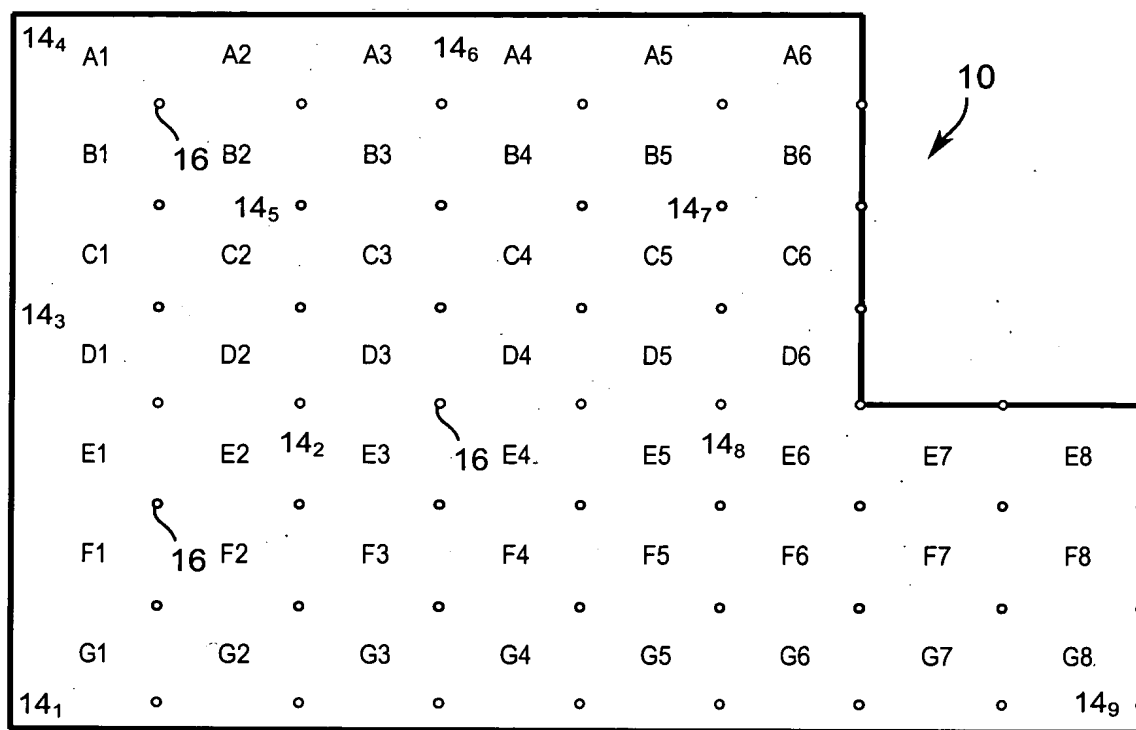 14₄ A1 A2 A3 14₆ A4 A5 A6
10
16
B1 B2 B3 B4 B5 B6
14₅ 14₇
C1 C2 C3 C4 C5 C6
14₃
D1 D2 D3 D4 D5 D6
14₂ 14₈
E1 E2 E3 16 E4 E5 E6 E7 E8
F1 16 F2 F3 F4 F5 F6 F7 F8
G1 G2 G3 G4 G5 G6 G7 G8
14₁ 14₉